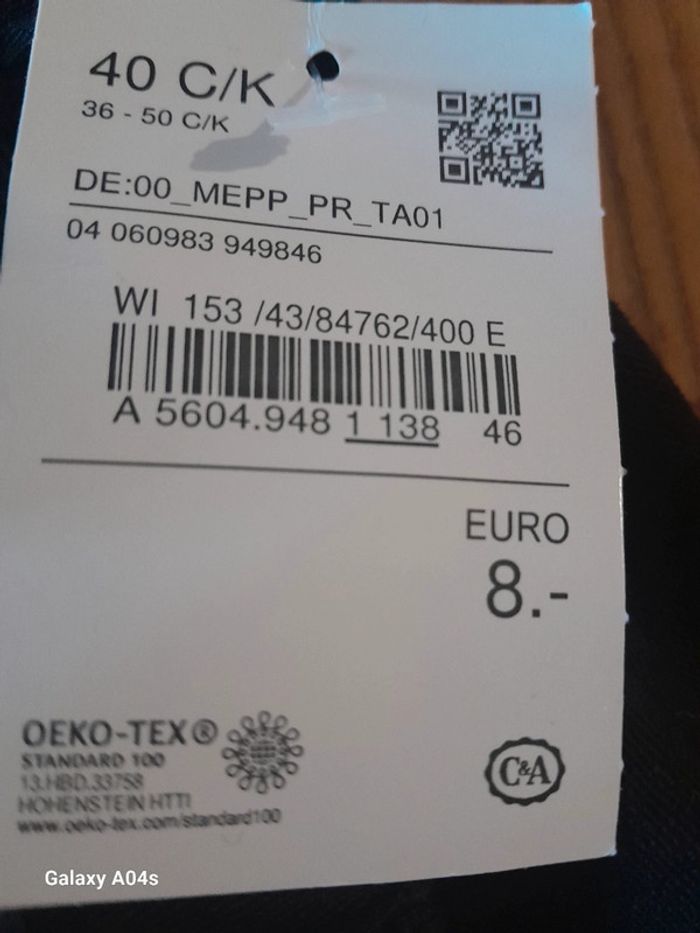 40 C/K
36 - 50 C/K
DE:00_MEPP_PR_TA01
04 060983 949846
WI 153 /43/84762/400 E
A 5604.948 1 138 46
EURO
8.-
OEKO-TEX®
STANDARD 100
13.HBD.33758
HOHENSTEIN HTTI
www.oeko-tex.com/standard100
C&A
Galaxy A04s